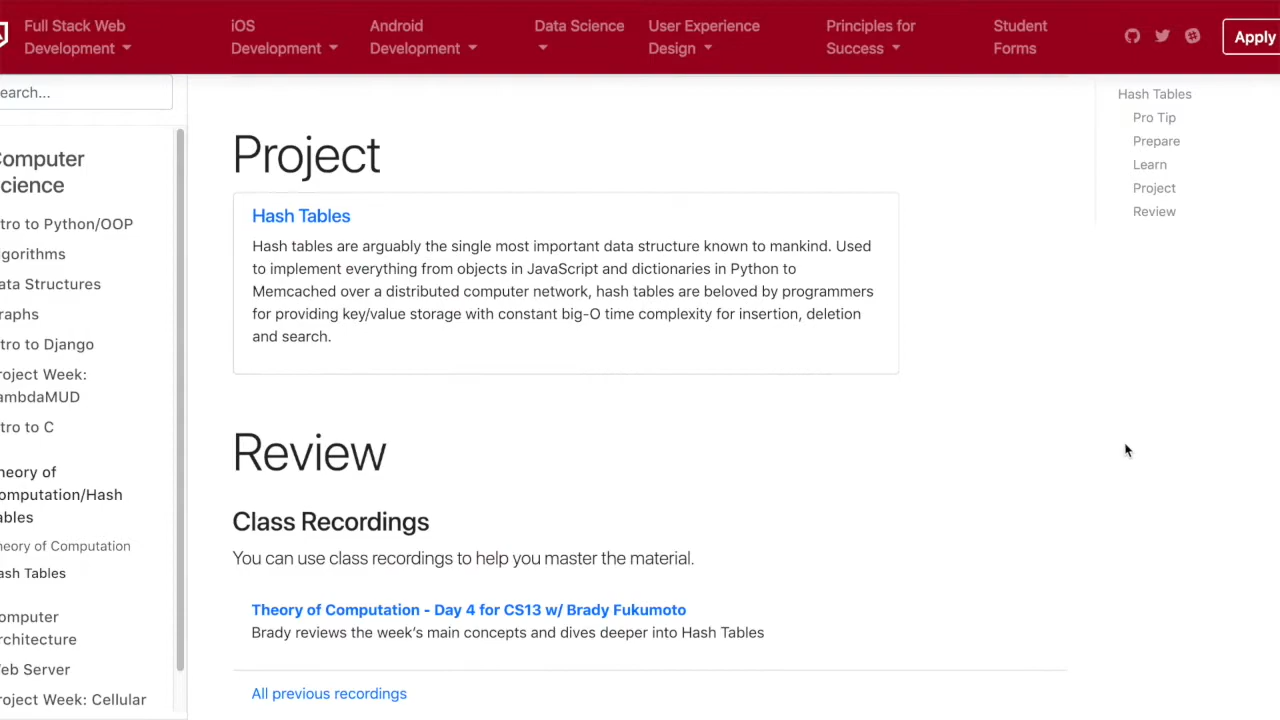 Full Stack Web
Development
iOS
Development
Android
Development
Data Science
User Experience
Design
Principles for
Success
Student
Forms
Apply
earch...
omputer
cience
tro to Python/OOP
gorithms
ata Structures
raphs
tro to Django
roject Week:
ambdaMUD
tro to C
heory of
omputation/Hash
ables
heory of Computation
ash Tables
omputer
rchitecture
eb Server
roject Week: Cellular
Project
Hash Tables
Hash tables are arguably the single most important data structure known to mankind. Used
to implement everything from objects in JavaScript and dictionaries in Python to
Memcached over a distributed computer network, hash tables are beloved by programmers
for providing key/value storage with constant big-O time complexity for insertion, deletion
and search.
Review
Class Recordings
You can use class recordings to help you master the material.
Theory of Computation - Day 4 for CS13 w/ Brady Fukumoto
Brady reviews the week's main concepts and dives deeper into Hash Tables
All previous recordings
Hash Tables
Pro Tip
Prepare
Learn
Project
Review